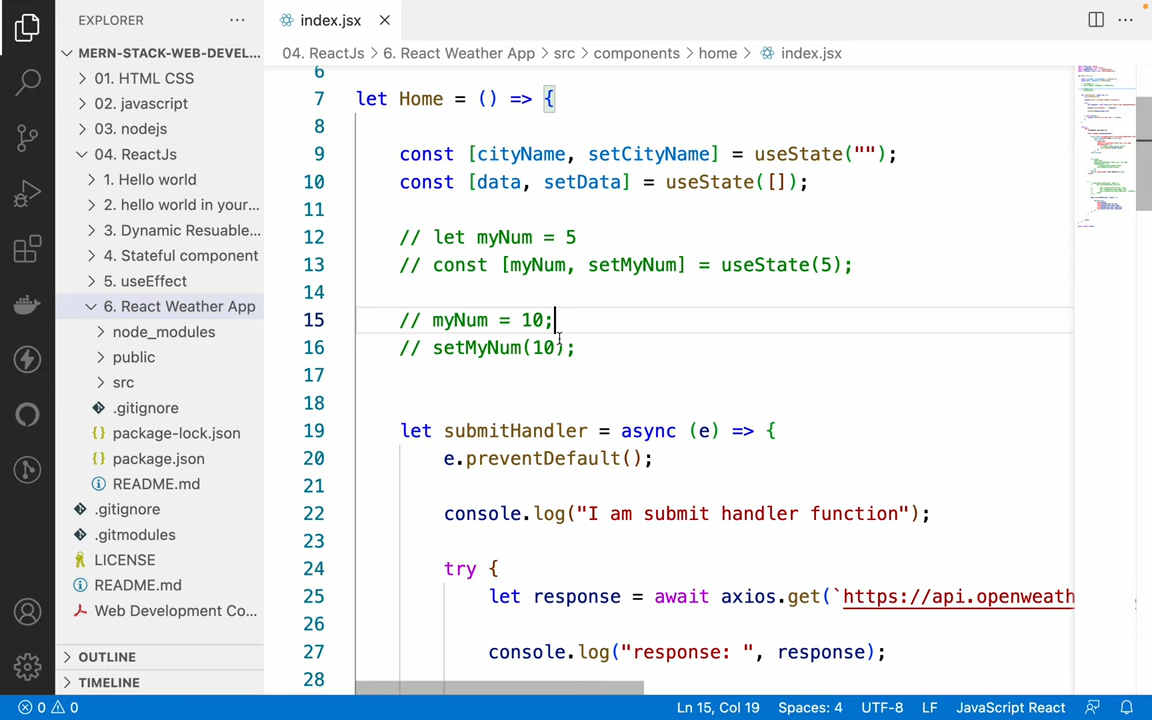 EXPLORER
index.jsx
MERN-STACK-WEB-DEVEL...
04. ReactJs > 6. React Weather App > src > components > home > index.jsx
01. HTML CSS
02. javascript
03. nodejs
04. ReactJs
1. Hello world
2. hello world in your...
3. Dynamic Resuable...
4. Stateful component
5. useEffect
6. React Weather App
node_modules
public
src
.gitignore
package-lock.json
package.json
README.md
.gitignore
.gitmodules
LICENSE
README.md
Web Development Co...
OUTLINE
TIMELINE
6
7 let Home = () => {
8
9 const [cityName, setCityName] = useState("");
10 const [data, setData] = useState([]);
11
12 // let myNum = 5
13 // const [myNum, setMyNum] = useState(5);
14
15 // myNum = 10;
16 // setMyNum(10);
17
18
19 let submitHandler = async (e) => {
20 e.preventDefault();
21
22 console.log("I am submit handler function");
23
24 try {
25 let response = await axios.get(`https://api.openweath
26
27 console.log("response: ", response);
28
0 0 Ln 15, Col 19 Spaces: 4 UTF-8 LF JavaScript React